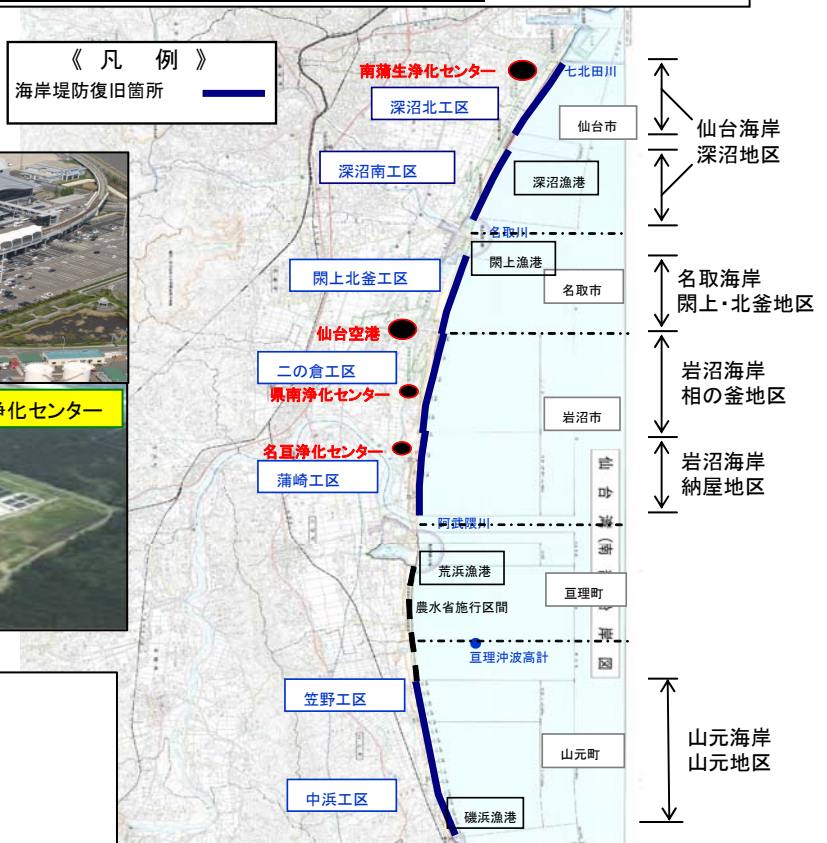 《 凡 例 》
海岸堤防復旧箇所
南蒲生浄化センター
七北田川
深沼北工区
仙台市
仙台海岸
深沼地区
深沼南工区
深沼漁港
名取川
閖上漁港
閖上北釜工区
名取市
名取海岸
閖上・北釜地区
仙台空港
二の倉工区
県南浄化センター
岩沼海岸
相の釜地区
浄化センター
岩沼市
名亘浄化センター
蒲崎工区
岩沼海岸
納屋地区
阿武隈川
荒浜漁港
亘理町
農水省施行区間
亘理沖波高計
笠野工区
山元町
山元海岸
山元地区
中浜工区
磯浜漁港